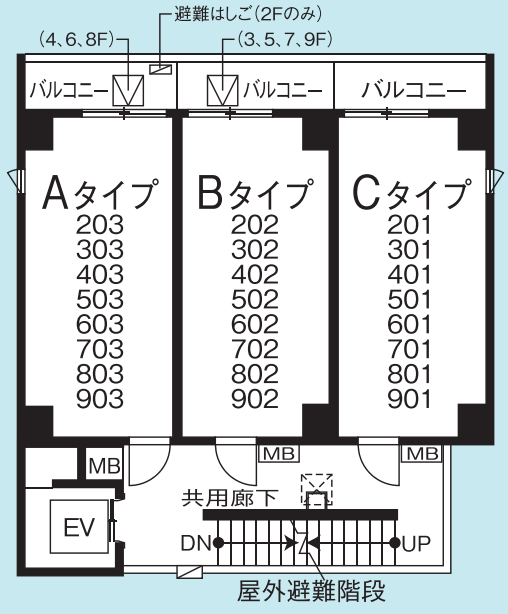 避難はしご(2Fのみ)
(4、6、8F)
(3、5、7、9F)
バルコニー
バルコニー
バルコニー
Aタイプ
203
303
403
503
603
703
803
903
Bタイプ
202
302
402
502
602
702
802
902
Cタイプ
201
301
401
501
601
701
801
901
MB
MB
MB
EV
共用廊下
DN
UP
屋外避難階段